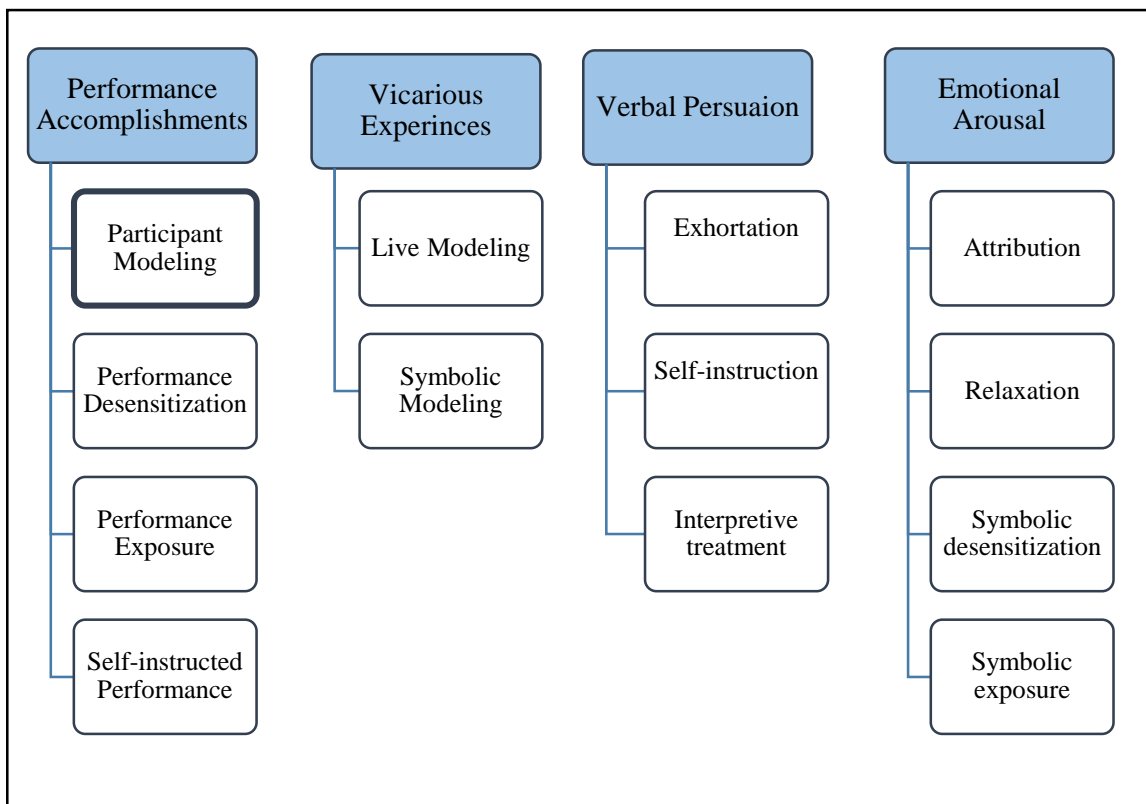 Performance
Accomplishments
Participant
Modeling
Performance
Desensitization
Performance
Exposure
Self-instructed
Performance
Vicarious
Experinces
Live Modeling
Symbolic
Modeling
Verbal Persuaion
Exhortation
Self-instruction
Interpretive
treatment
Emotional
Arousal
Attribution
Relaxation
Symbolic
desensitization
Symbolic
exposure